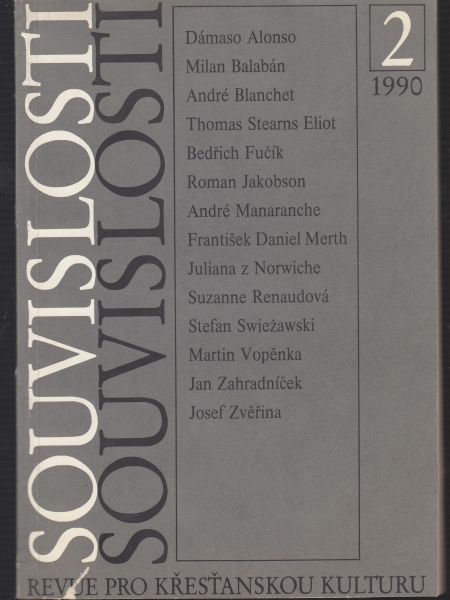 SOUVISLOSTI
SOUVISLOSTI
Dámaso Alonso
Milan Balabán
André Blanchet
Thomas Stearns Eliot
Bedřich Fučík
Roman Jakobson
André Manaranche
František Daniel Merth
Juliana z Norwiche
Suzanne Renaudová
Stefan Swieżawski
Martin Vopěnka
Jan Zahradníček
Josef Zvěřina
2
1990
REVUE PRO KŘESŤANSKOU KULTURU